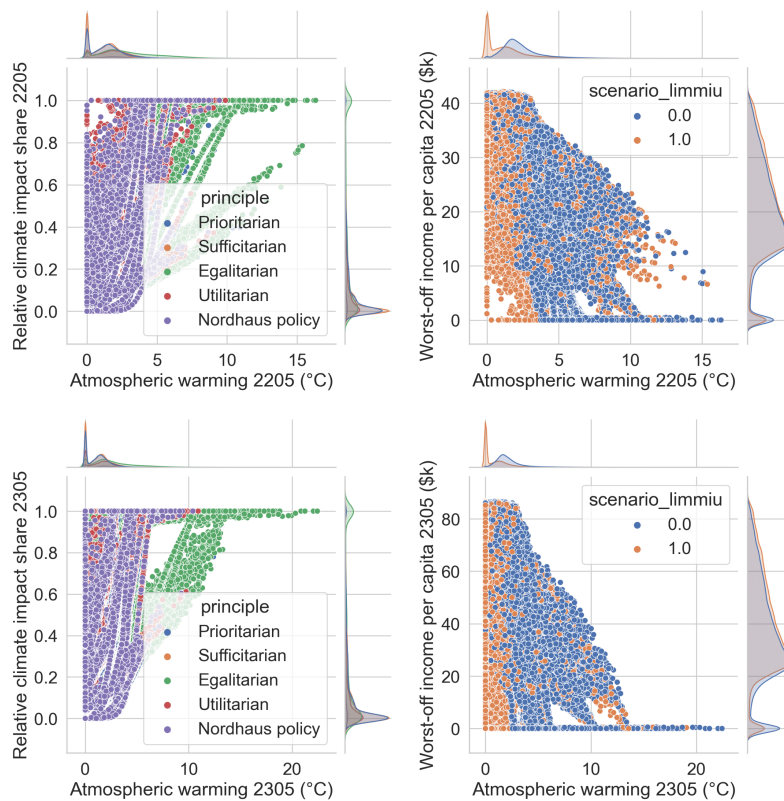 Relative climate impact share 2205
1.0
0.8
0.6
0.4
0.2
0.0
principle
Prioritarian
Sufficitarian
Egalitarian
Utilitarian
Nordhaus policy
0 5 10 15
Atmospheric warming 2205 (°C)
Worst-off income per capita 2205 ($k)
40
30
20
10
0
scenario_limmiu
0.0
1.0
0 5 10 15
Atmospheric warming 2205 (°C)
Relative climate impact share 2305
1.0
0.8
0.6
0.4
0.2
0.0
principle
Prioritarian
Sufficitarian
Egalitarian
Utilitarian
Nordhaus policy
0 10 20
Atmospheric warming 2305 (°C)
Worst-off income per capita 2305 ($k)
80
60
40
20
0
scenario_limmiu
0.0
1.0
0 10 20
Atmospheric warming 2305 (°C)